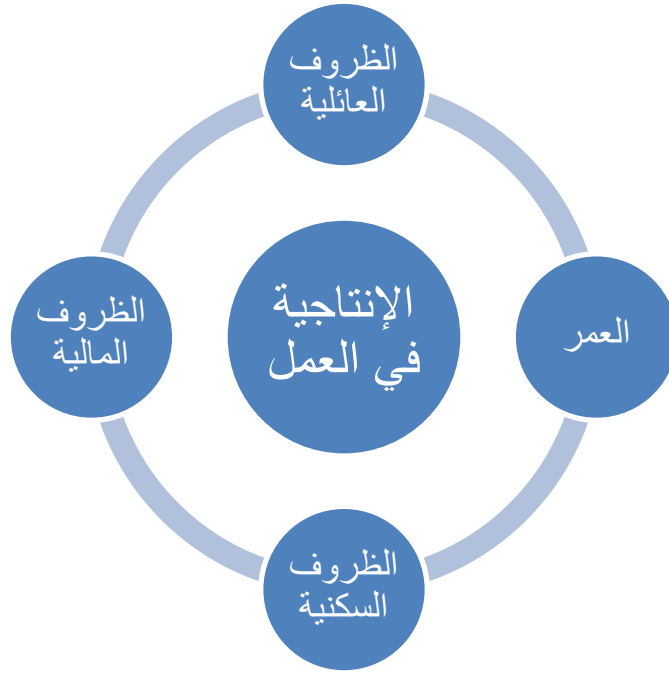 الظروف
العائلية
العمر
الإنتاجية
في العمل
الظروف
المالية
الظروف
السكنية